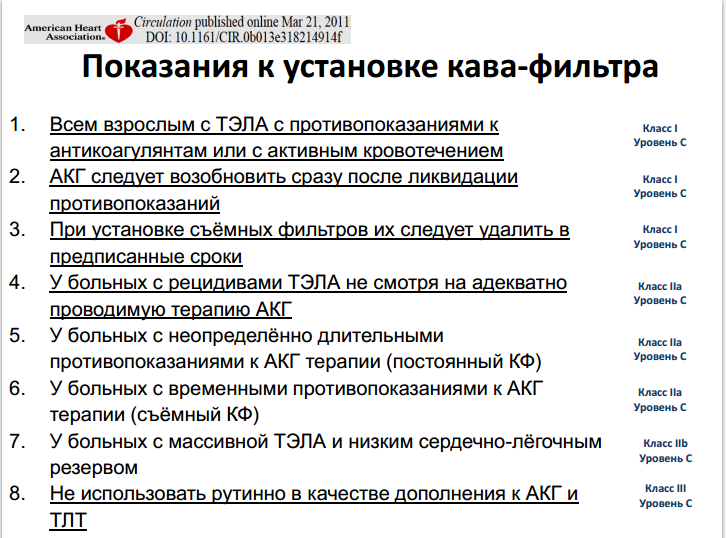 American Heart Association®
Circulation published online Mar 21, 2011
DOI: 10.1161/CIR.0b013e318214914f
Показания к установке кава-фильтра
1. Всем взрослым с ТЭЛА с противопоказаниями к
антикоагулянтам или с активным кровотечением
Класс I
Уровень С
2. АКГ следует возобновить сразу после ликвидации
противопоказаний
Класс I
Уровень С
3. При установке съёмных фильтров их следует удалить в
предписанные сроки
Класс I
Уровень С
4. У больных с рецидивами ТЭЛА не смотря на адекватно
проводимую терапию АКГ
Класс IIa
Уровень С
5. У больных с неопределённо длительными
противопоказаниями к АКГ терапии (постоянный КФ)
Класс IIa
Уровень С
6. У больных с временными противопоказаниями к АКГ
терапии (съёмный КФ)
Класс IIa
Уровень С
7. У больных с массивной ТЭЛА и низким сердечно-лёгочным
резервом
Класс IIb
Уровень С
8. Не использовать рутинно в качестве дополнения к АКГ и
ТЛТ
Класс III
Уровень С